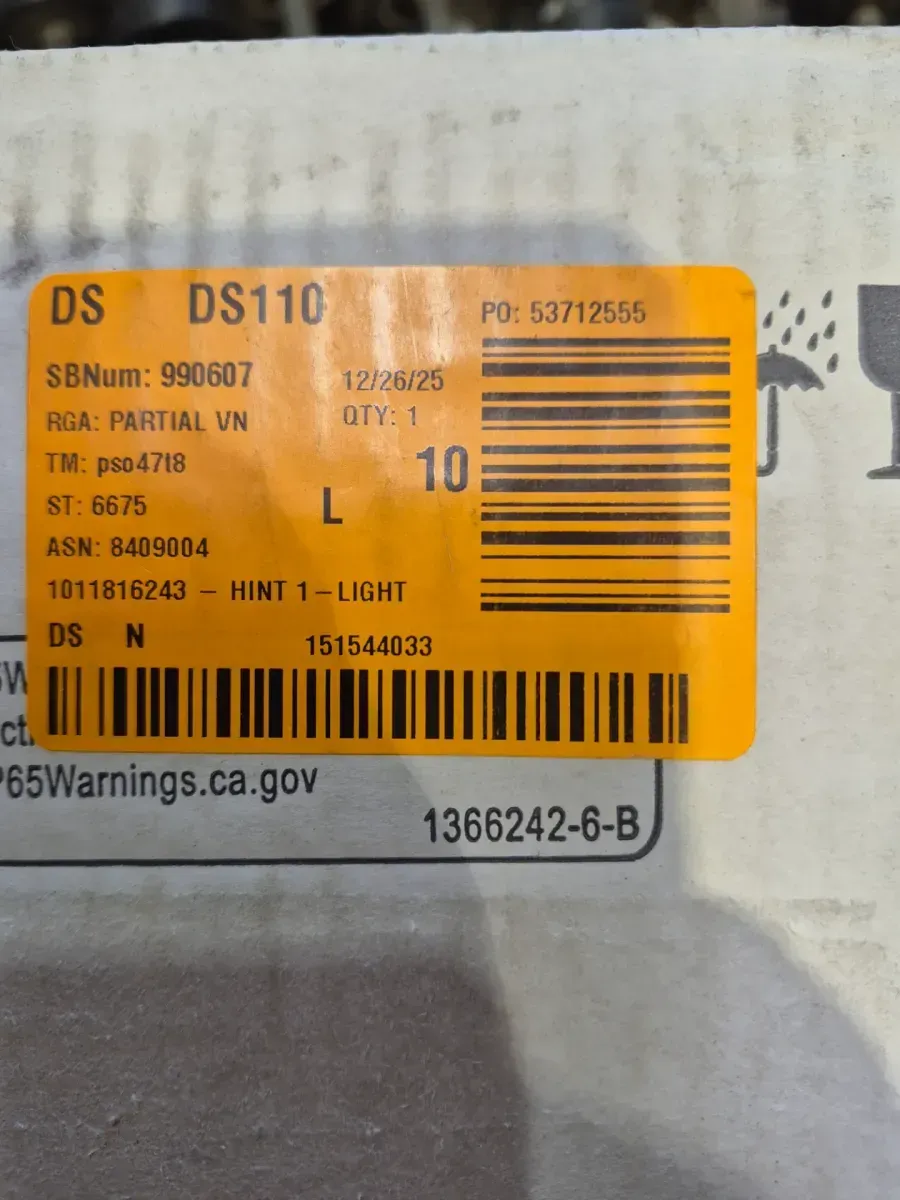 DS DS110
PO: 53712555
SBNum: 990607
12/26/25
RGA: PARTIAL VN
QTY: 1
TM: pso4718
10
ST: 6675
L
ASN: 8409004
1011816243 – HINT 1 – LIGHT
DS N
151544033
P65Warnings.ca.gov
1366242-6-B